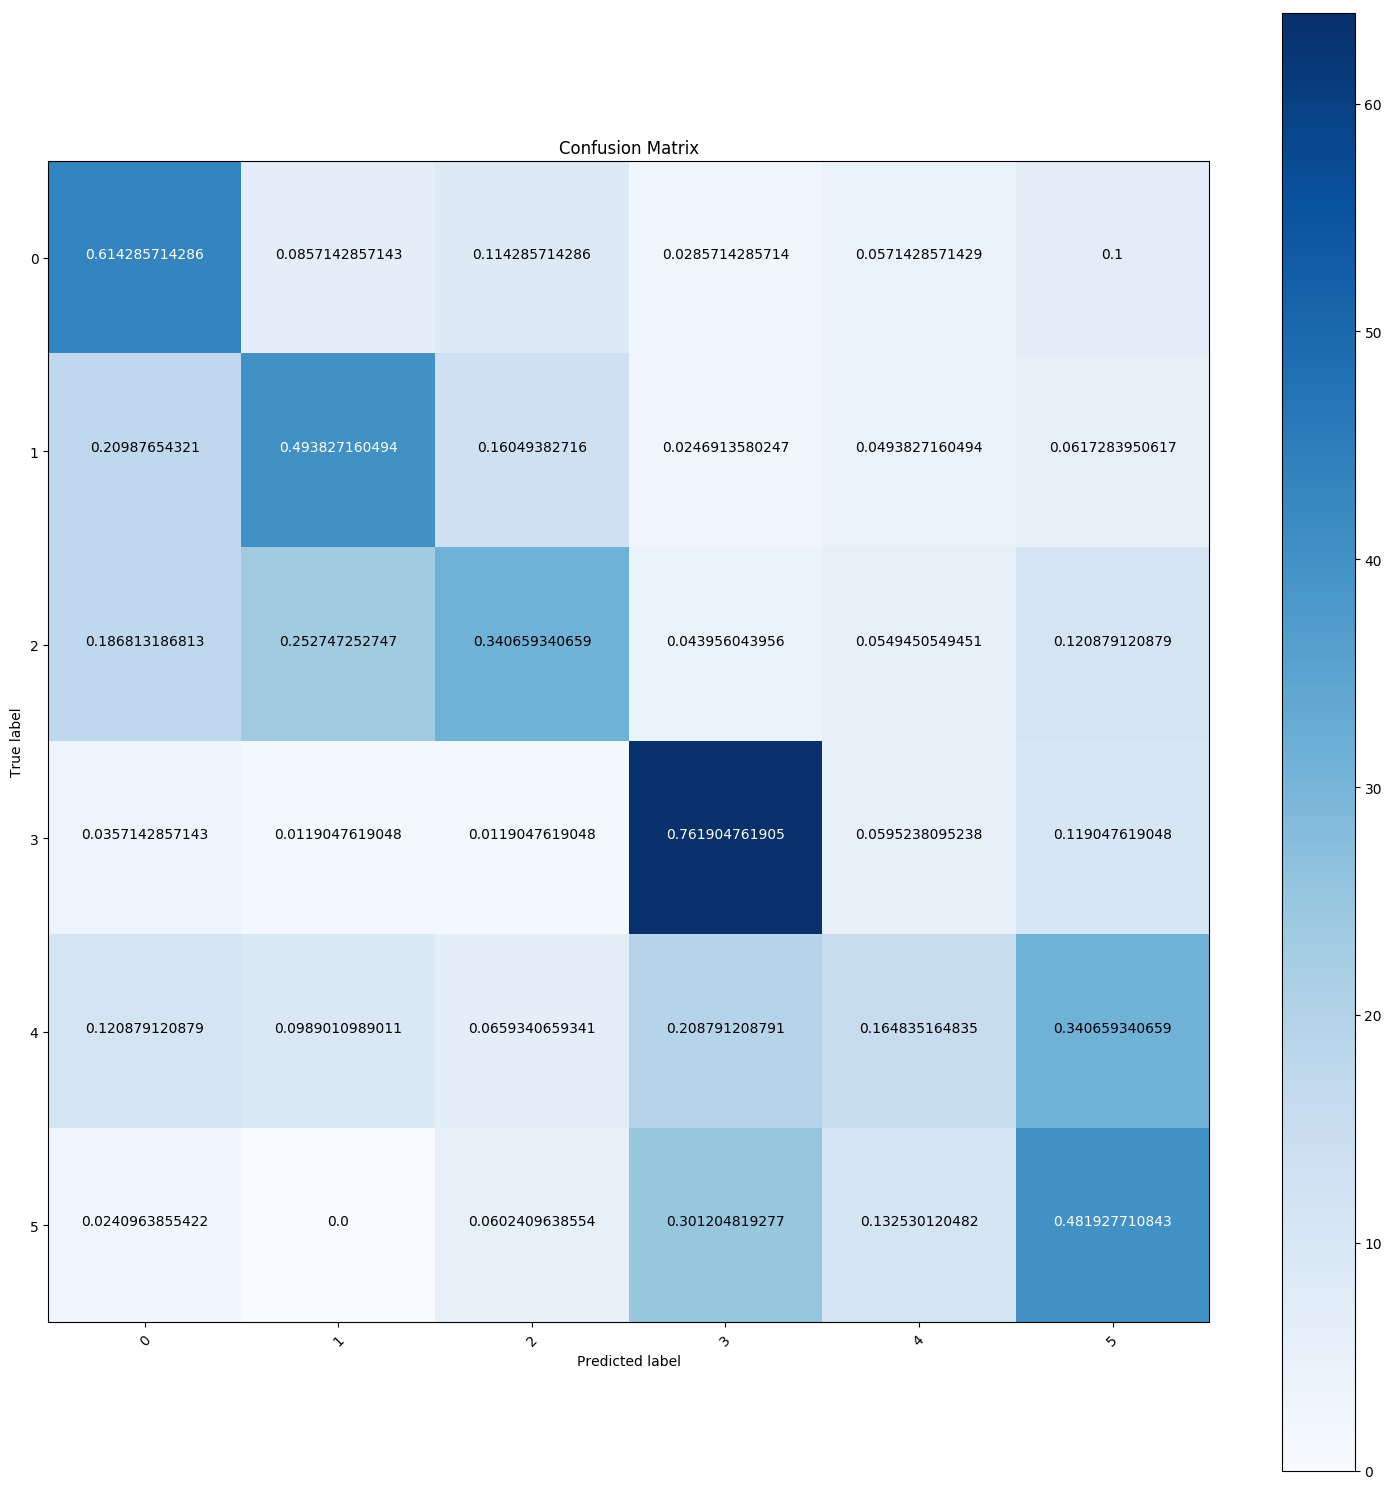 Confusion Matrix
0 0.614285714286 0.0857142857143 0.114285714286 0.0285714285714 0.0571428571429 0.1
1 0.20987654321 0.493827160494 0.16049382716 0.0246913580247 0.0493827160494 0.0617283950617
2 0.186813186813 0.252747252747 0.340659340659 0.043956043956 0.0549450549451 0.120879120879
3 0.0357142857143 0.0119047619048 0.0119047619048 0.761904761905 0.0595238095238 0.119047619048
4 0.120879120879 0.0989010989011 0.0659340659341 0.208791208791 0.164835164835 0.340659340659
5 0.0240963855422 0.0 0.0602409638554 0.301204819277 0.132530120482 0.481927710843
0 1 2 3 4 5
Predicted label
True label
60
50
40
30
20
10
0